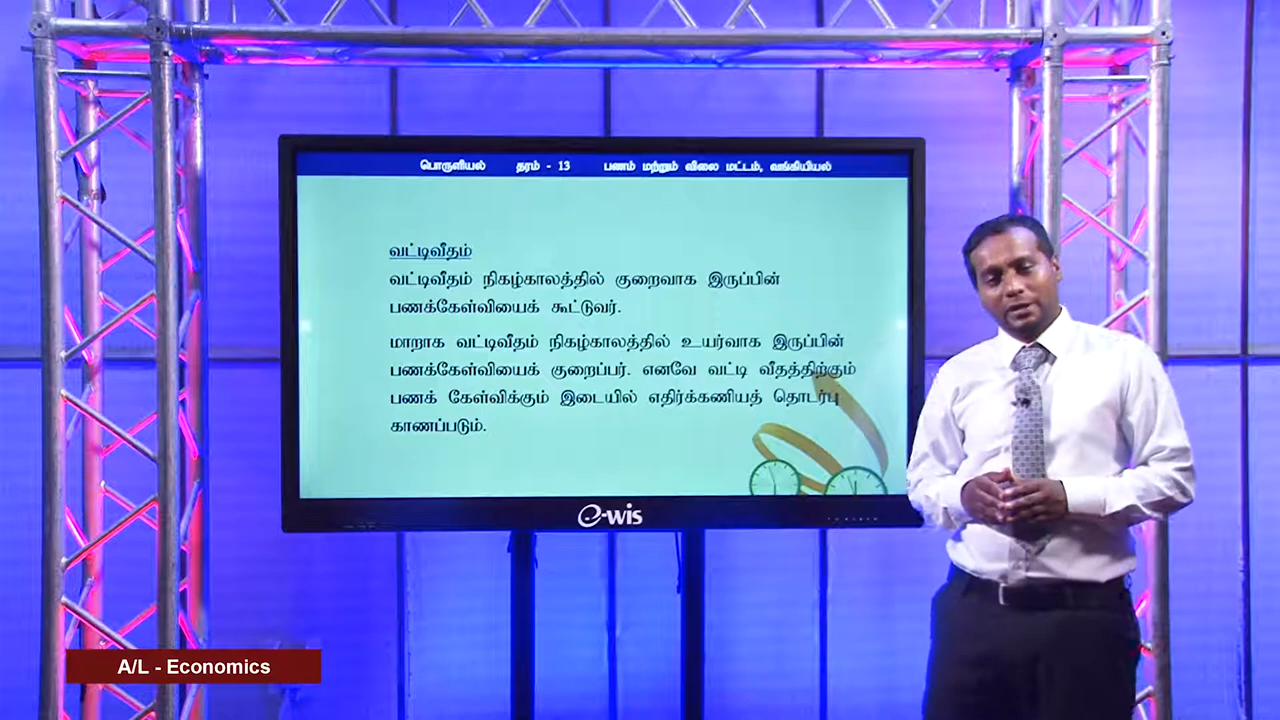 பொருளியல் தரம் - 13 பணம் மற்றும் விலை மட்டம், வங்கியியல்
வட்டிவீதம்
வட்டிவீதம் நிகழ்காலத்தில் குறைவாக இருப்பின்
பணக்கேள்வியைக் கூட்டுவர்.
மாறாக வட்டிவீதம் நிகழ்காலத்தில் உயர்வாக இருப்பின்
பணக்கேள்வியைக் குறைப்பர். எனவே வட்டி வீதத்திற்கும்
பணக் கேள்விக்கும் இடையில் எதிர்க்கணியத் தொடர்பு
காணப்படும்.
e-wis
A/L - Economics